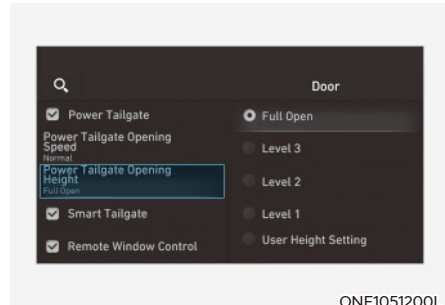 Door
Power Tailgate
Power Tailgate Opening
Speed
Normal
Power Tailgate Opening
Height
Full Open
Smart Tailgate
Remote Window Control
Full Open
Level 3
Level 2
Level 1
User Height Setting
ONE1051200L